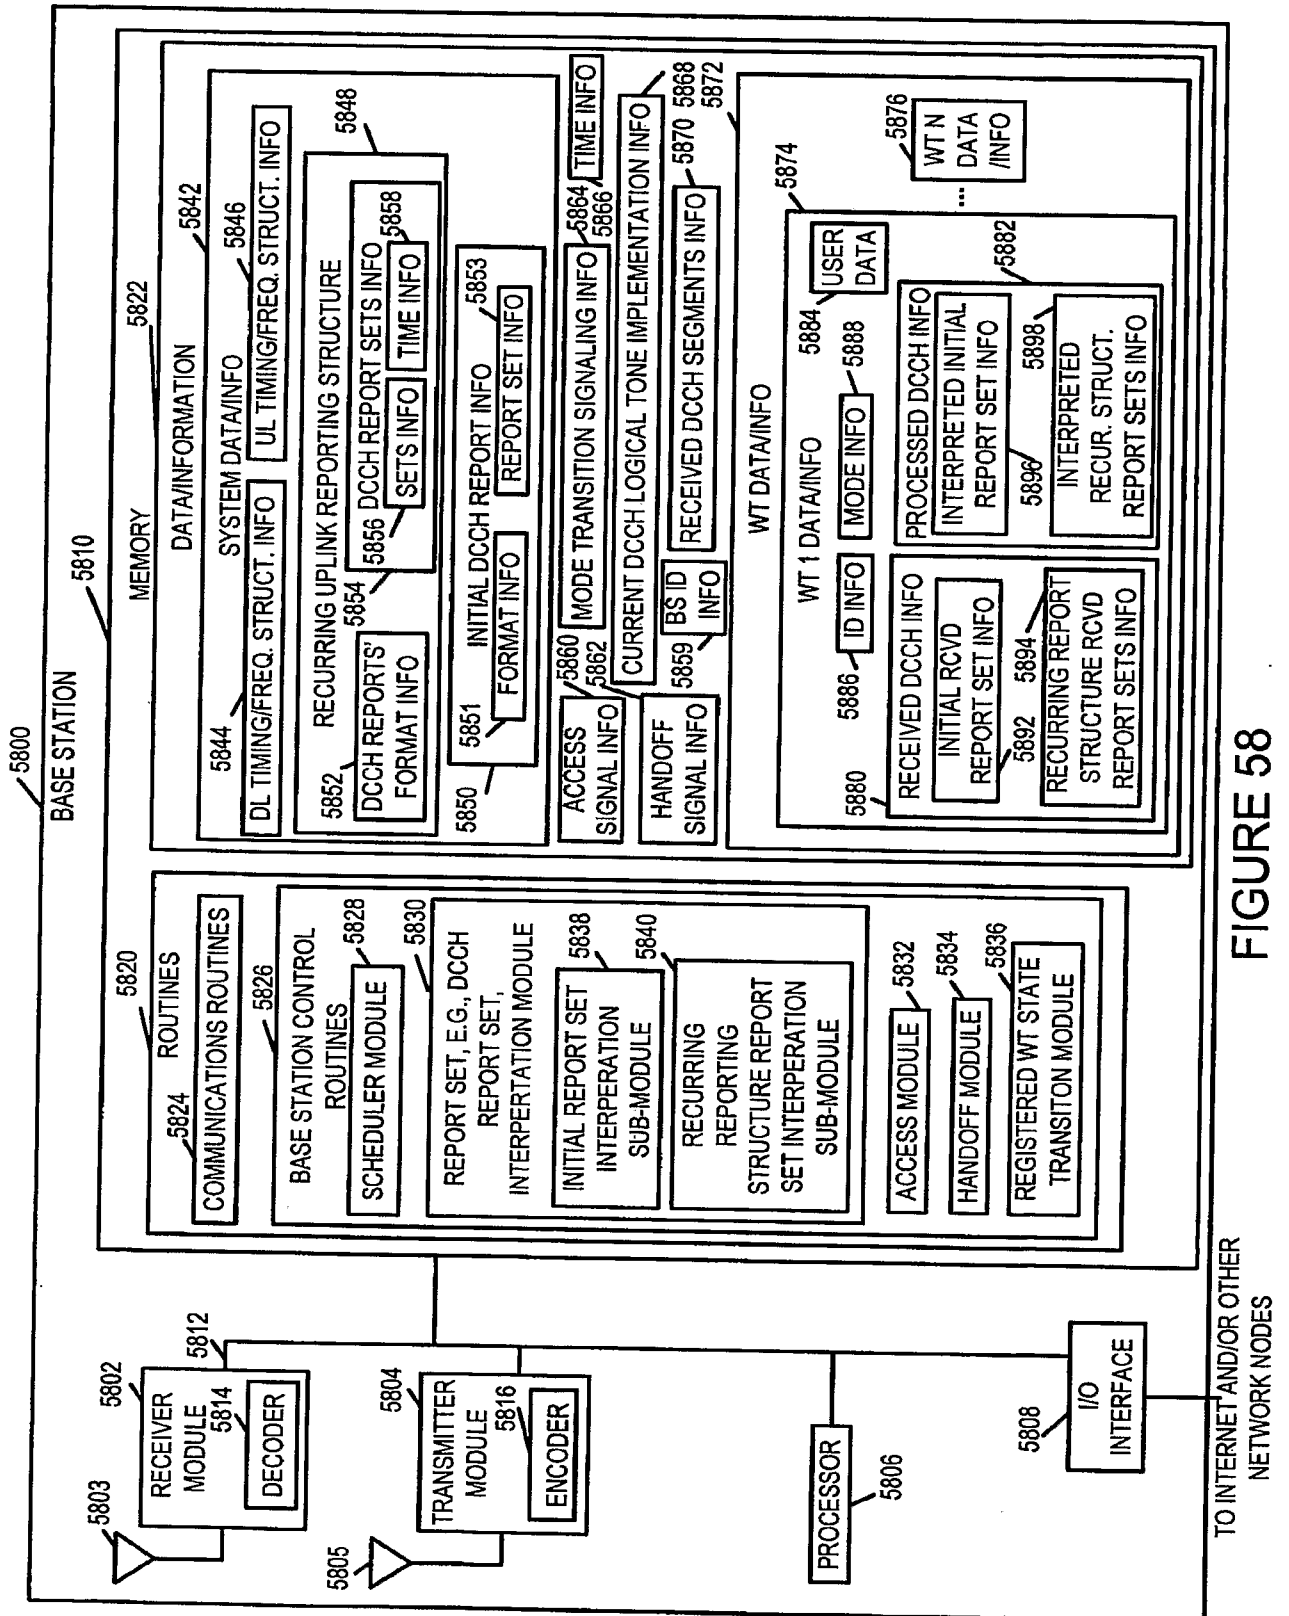 5800
BASE STATION
5803
5802
RECEIVER
MODULE
5814
DECODER
5812
5805
5804
TRANSMITTER
MODULE
5816
ENCODER
PROCESSOR
5806
5808
I/O
INTERFACE
TO INTERNET AND/OR OTHER
NETWORK NODES
5810
MEMORY
5820
ROUTINES
5824
COMMUNICATIONS ROUTINES
5826
BASE STATION CONTROL
ROUTINES
5828
SCHEDULER MODULE
5830
REPORT SET, E.G., DCCH
REPORT SET,
INTERPERTATION MODULE
5838
INITIAL REPORT SET
INTERPERATION
SUB-MODULE
5840
RECURRING
REPORTING
STRUCTURE REPORT
SET INTERPERATION
SUB-MODULE
5832
ACCESS MODULE
5834
HANDOFF MODULE
5836
REGISTERED WT STATE
TRANSITON MODULE
5822
DATA/INFORMATION
5842
SYSTEM DATA/INFO
5844
DL TIMING/FREQ. STRUCT. INFO
5846
UL TIMING/FREQ. STRUCT. INFO
5848
RECURRING UPLINK REPORTING STRUCTURE
5852
DCCH REPORTS'
FORMAT INFO
5854
DCCH REPORT SETS INFO
5856
SETS INFO
5858
TIME INFO
5850
INITIAL DCCH REPORT INFO
5851
FORMAT INFO
5853
REPORT SET INFO
5860
ACCESS
SIGNAL INFO
5862
HANDOFF
SIGNAL INFO
MODE TRANSITION SIGNALING INFO
5864
TIME INFO
5866
CURRENT DCCH LOGICAL TONE IMPLEMENTATION INFO
5868
BS ID
INFO
5859
RECEIVED DCCH SEGMENTS INFO
5870
5872
WT DATA/INFO
5874
WT 1 DATA/INFO
5884
USER
DATA
5886
ID INFO
5888
MODE INFO
5880
RECEIVED DCCH INFO
INITIAL RCVD
REPORT SET INFO
5892
5894
RECURRING REPORT
STRUCTURE RCVD
REPORT SETS INFO
5882
PROCESSED DCCH INFO
INTERPRETED INITIAL
REPORT SET INFO
5896
5898
INTERPRETED
RECUR. STRUCT.
REPORT SETS INFO
...
5876
WT N
DATA
/INFO
FIGURE 58